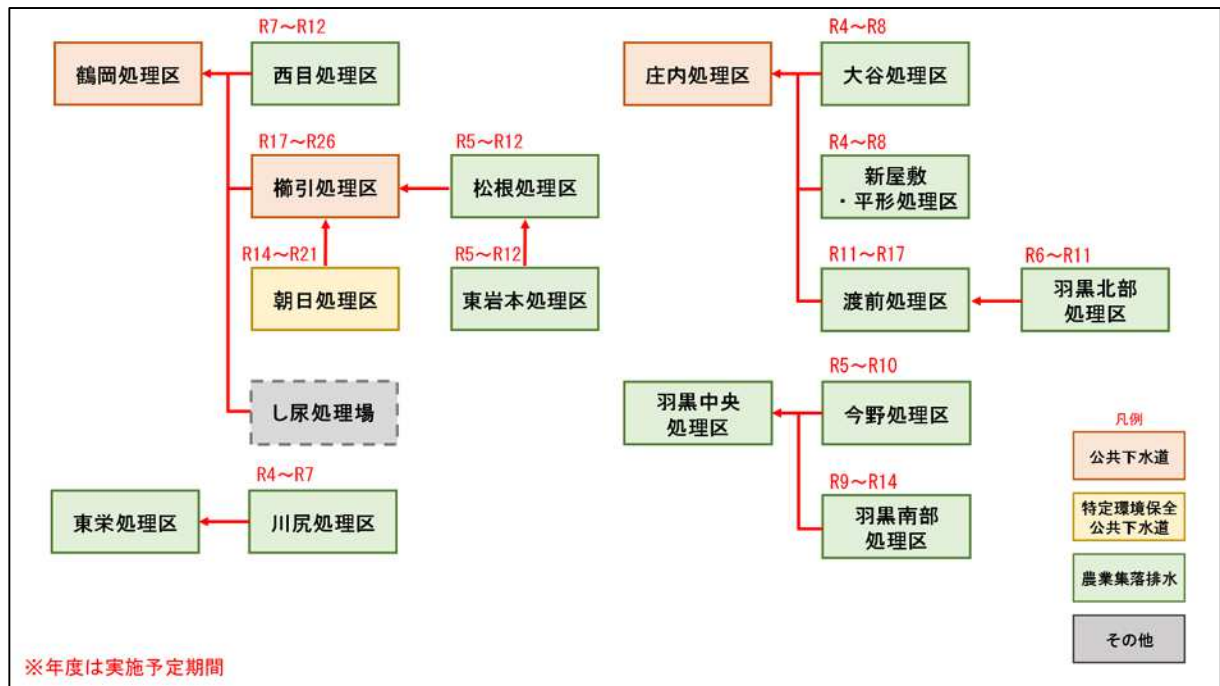 R7～R12
鶴岡処理区
西目処理区
R17～R26
R5～R12
櫛引処理区
松根処理区
R14～R21
R5～R12
朝日処理区
東岩本処理区
し尿処理場
R4～R7
東栄処理区
川尻処理区
R4～R8
庄内処理区
大谷処理区
R4～R8
新屋敷
・平形処理区
R11～R17
R6～R11
渡前処理区
羽黒北部
処理区
R5～R10
羽黒中央
処理区
今野処理区
R9～R14
羽黒南部
処理区
凡例
公共下水道
特定環境保全
公共下水道
農業集落排水
その他
※年度は実施予定期間